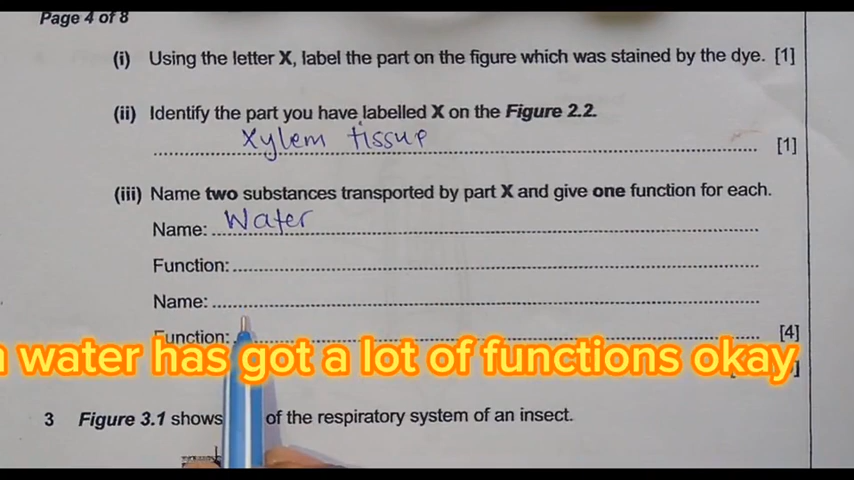 Page 4 of 8
(i) Using the letter X, label the part on the figure which was stained by the dye. [1]
(ii) Identify the part you have labelled X on the Figure 2.2.
Xylem tissue
[1]
(iii) Name two substances transported by part X and give one function for each.
Name: Water
Function:
Name:
Function: [4]
water has got a lot of functions okay
3 Figure 3.1 shows of the respiratory system of an insect.